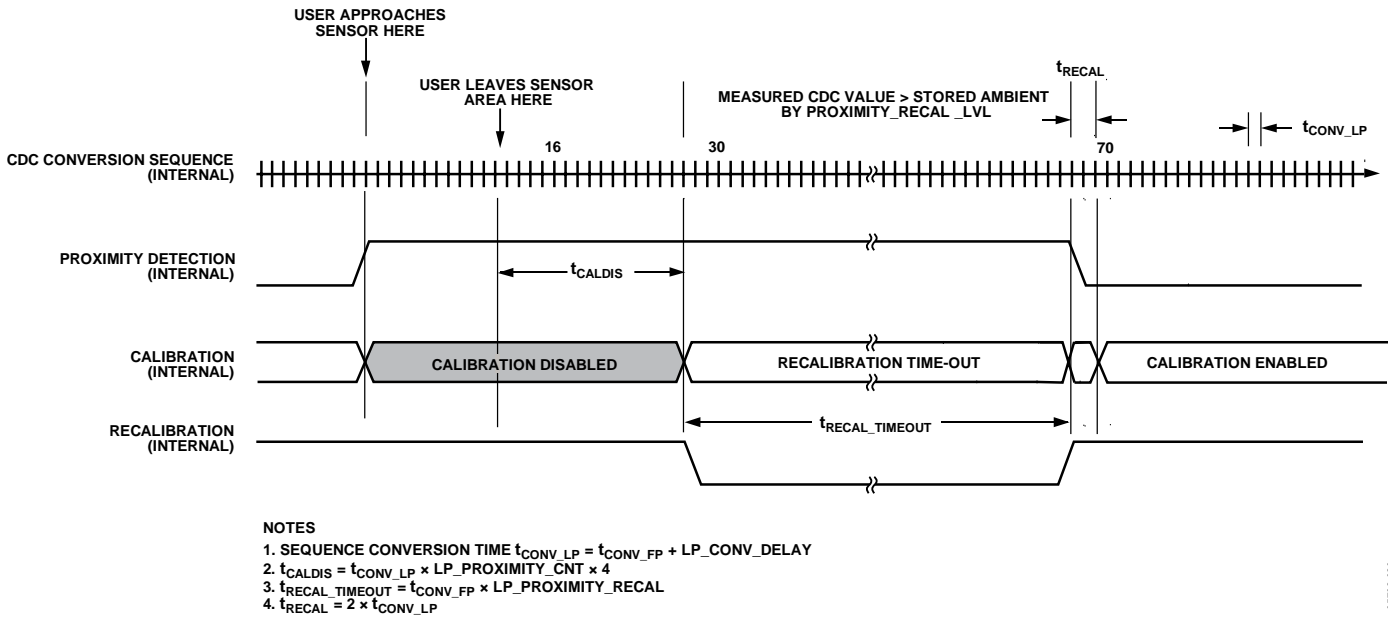 USER APPROACHES
SENSOR HERE
USER LEAVES SENSOR
AREA HERE
MEASURED CDC VALUE > STORED AMBIENT
BY PROXIMITY_RECAL _LVL
tRECAL
tCONV_LP
CDC CONVERSION SEQUENCE
(INTERNAL)
16
30
70
PROXIMITY DETECTION
(INTERNAL)
tCALDIS
CALIBRATION
(INTERNAL)
CALIBRATION DISABLED
RECALIBRATION TIME-OUT
CALIBRATION ENABLED
RECALIBRATION
(INTERNAL)
tRECAL_TIMEOUT
NOTES
1. SEQUENCE CONVERSION TIME tCONV_LP = tCONV_FP + LP_CONV_DELAY
2. tCALDIS = tCONV_LP × LP_PROXIMITY_CNT × 4
3. tRECAL_TIMEOUT = tCONV_FP × LP_PROXIMITY_RECAL
4. tRECAL = 2 × tCONV_LP